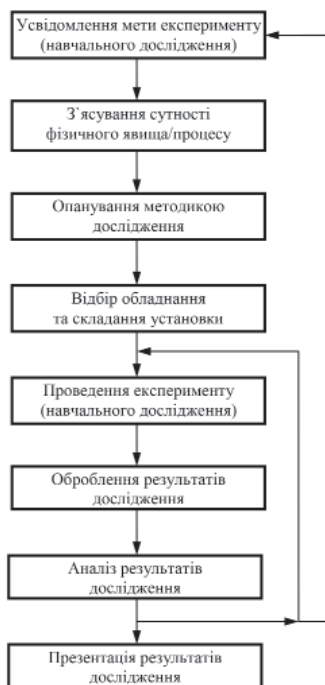 Усвідомлення мети експерименту
(навчального дослідження)
З`ясування сутності
фізичного явища/процесу
Опанування методикою
дослідження
Відбір обладнання
та складання установки
Проведення експерименту
(навчального дослідження)
Оброблення результатів
дослідження
Аналіз результатів
дослідження
Презентація результатів
дослідження